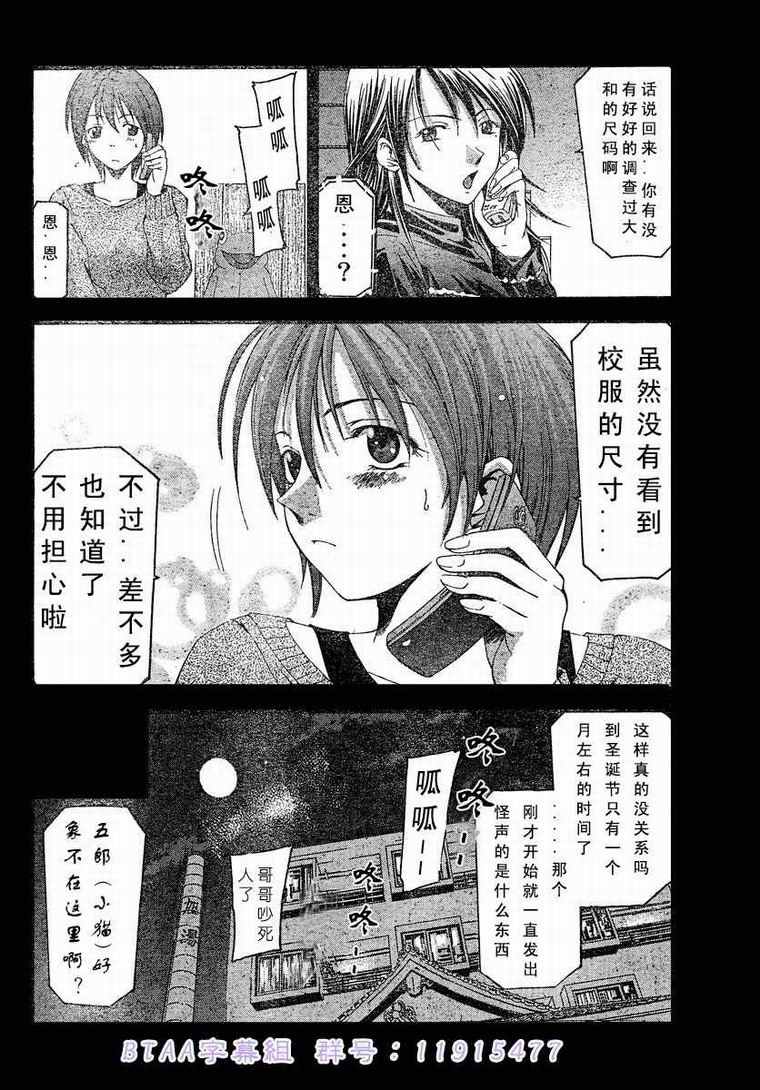 话说回来．．你有没
有好好的调查过大
和的尺码啊
恩
．．．．
？
呱
呱
呱
呱
咚
咚
恩．恩．．
虽然没有看到
校服的尺寸
．．．．
不过．．差不多
也知道了
不用担心啦
这样真的没关系吗
到圣诞节只有一个
月左右的时间了
．．．．．．那个
刚才开始就一直发出
怪声的是什么东西
咚
咚
--
呱
呱
--
咚
咚
--
哥哥吵死
人了
五郎（小猫）好
象不在这里啊？
湯
BTAA字幕組 群号：11915477